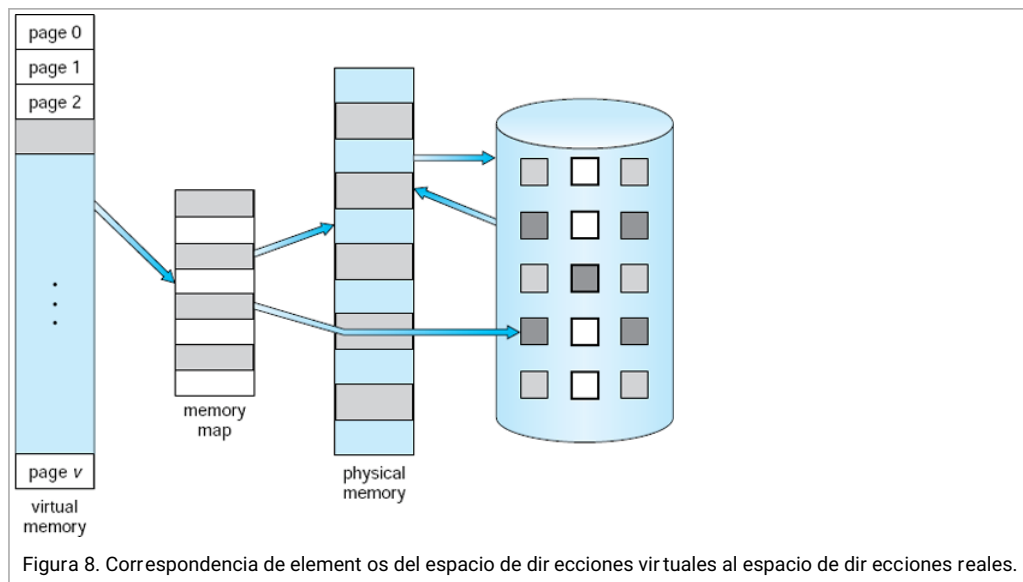 page 0
page 1
page 2
page v
virtual
memory
memory
map
physical
memory
Figura 8. Correspondencia de element os del espacio de dir ecciones vir tuales al espacio de dir ecciones reales.